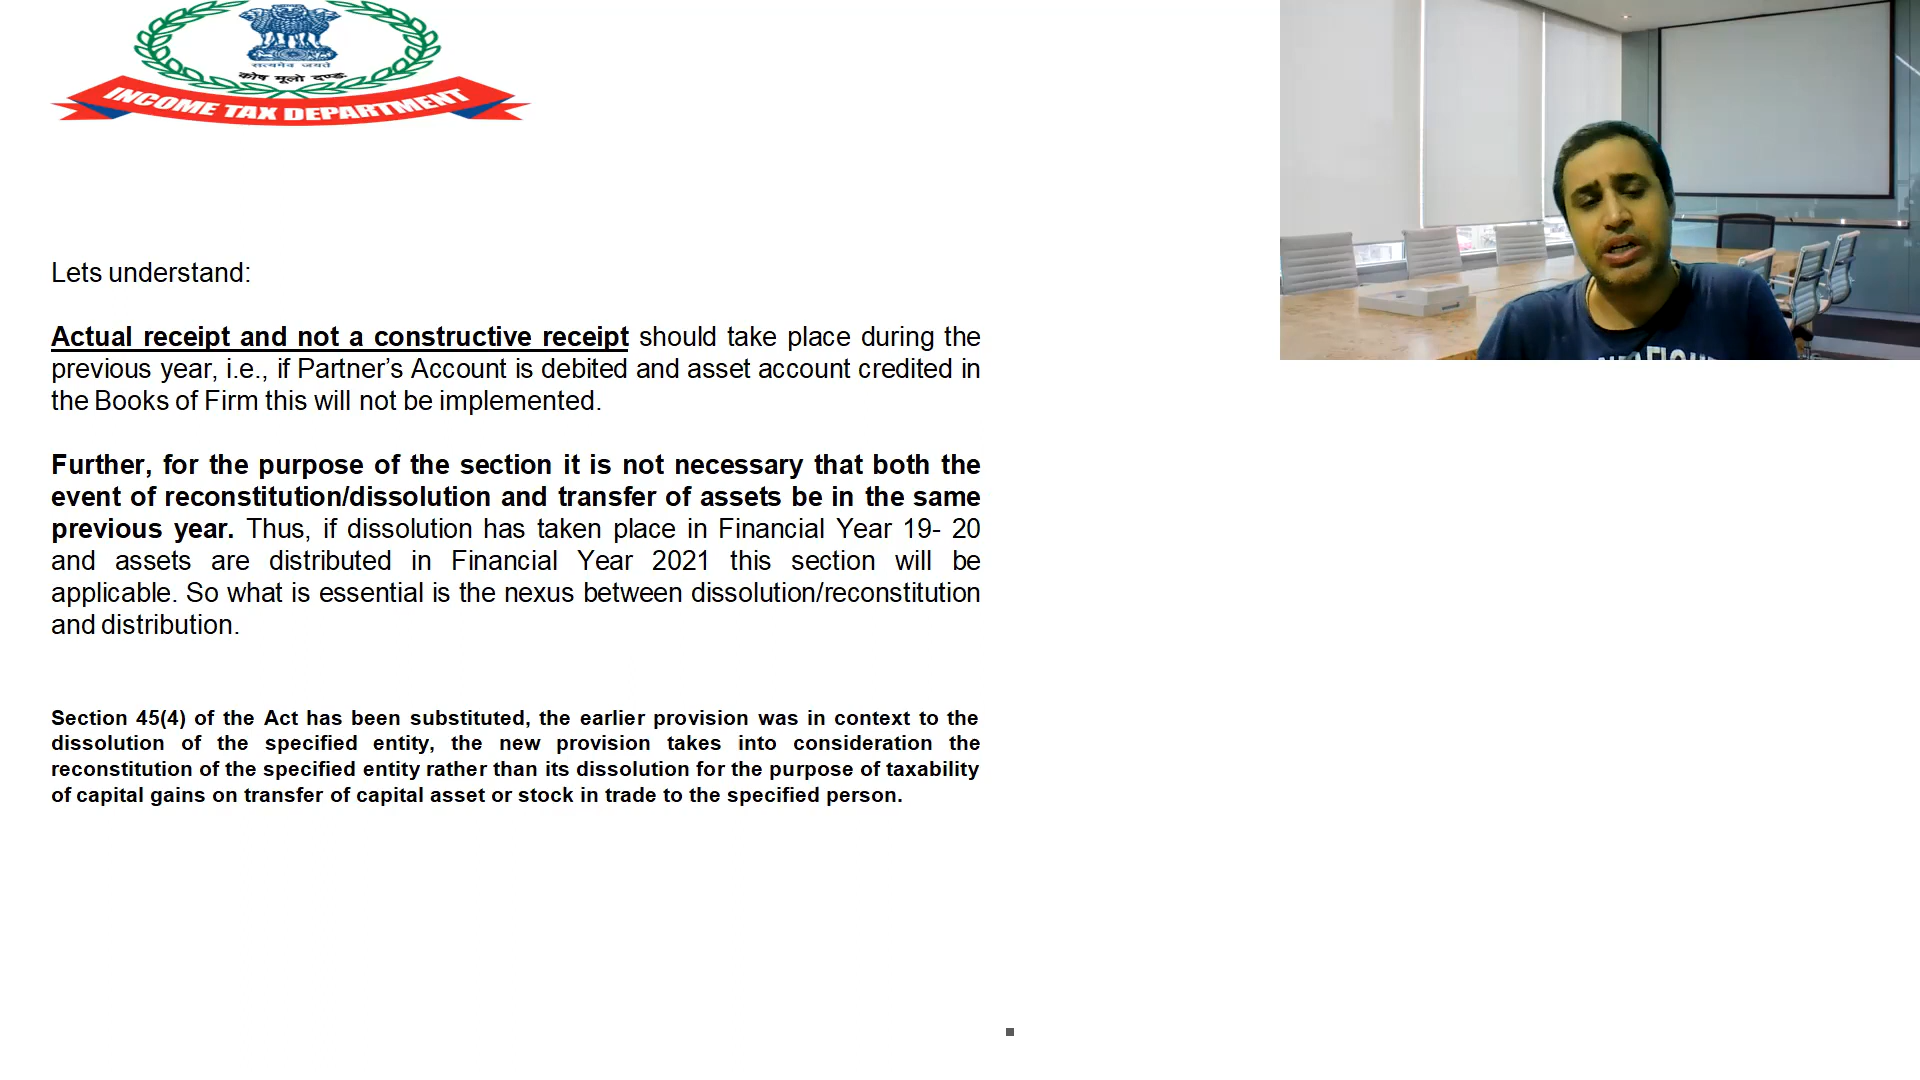 सत्यमेव जयते
कोष मूलो दण्डः
INCOME TAX DEPARTMENT
Lets understand:
Actual receipt and not a constructive receipt should take place during the
previous year, i.e., if Partner’s Account is debited and asset account credited in
the Books of Firm this will not be implemented.
Further, for the purpose of the section it is not necessary that both the
event of reconstitution/dissolution and transfer of assets be in the same
previous year. Thus, if dissolution has taken place in Financial Year 19- 20
and assets are distributed in Financial Year 2021 this section will be
applicable. So what is essential is the nexus between dissolution/reconstitution
and distribution.
Section 45(4) of the Act has been substituted, the earlier provision was in context to the
dissolution of the specified entity, the new provision takes into consideration the
reconstitution of the specified entity rather than its dissolution for the purpose of taxability
of capital gains on transfer of capital asset or stock in trade to the specified person.